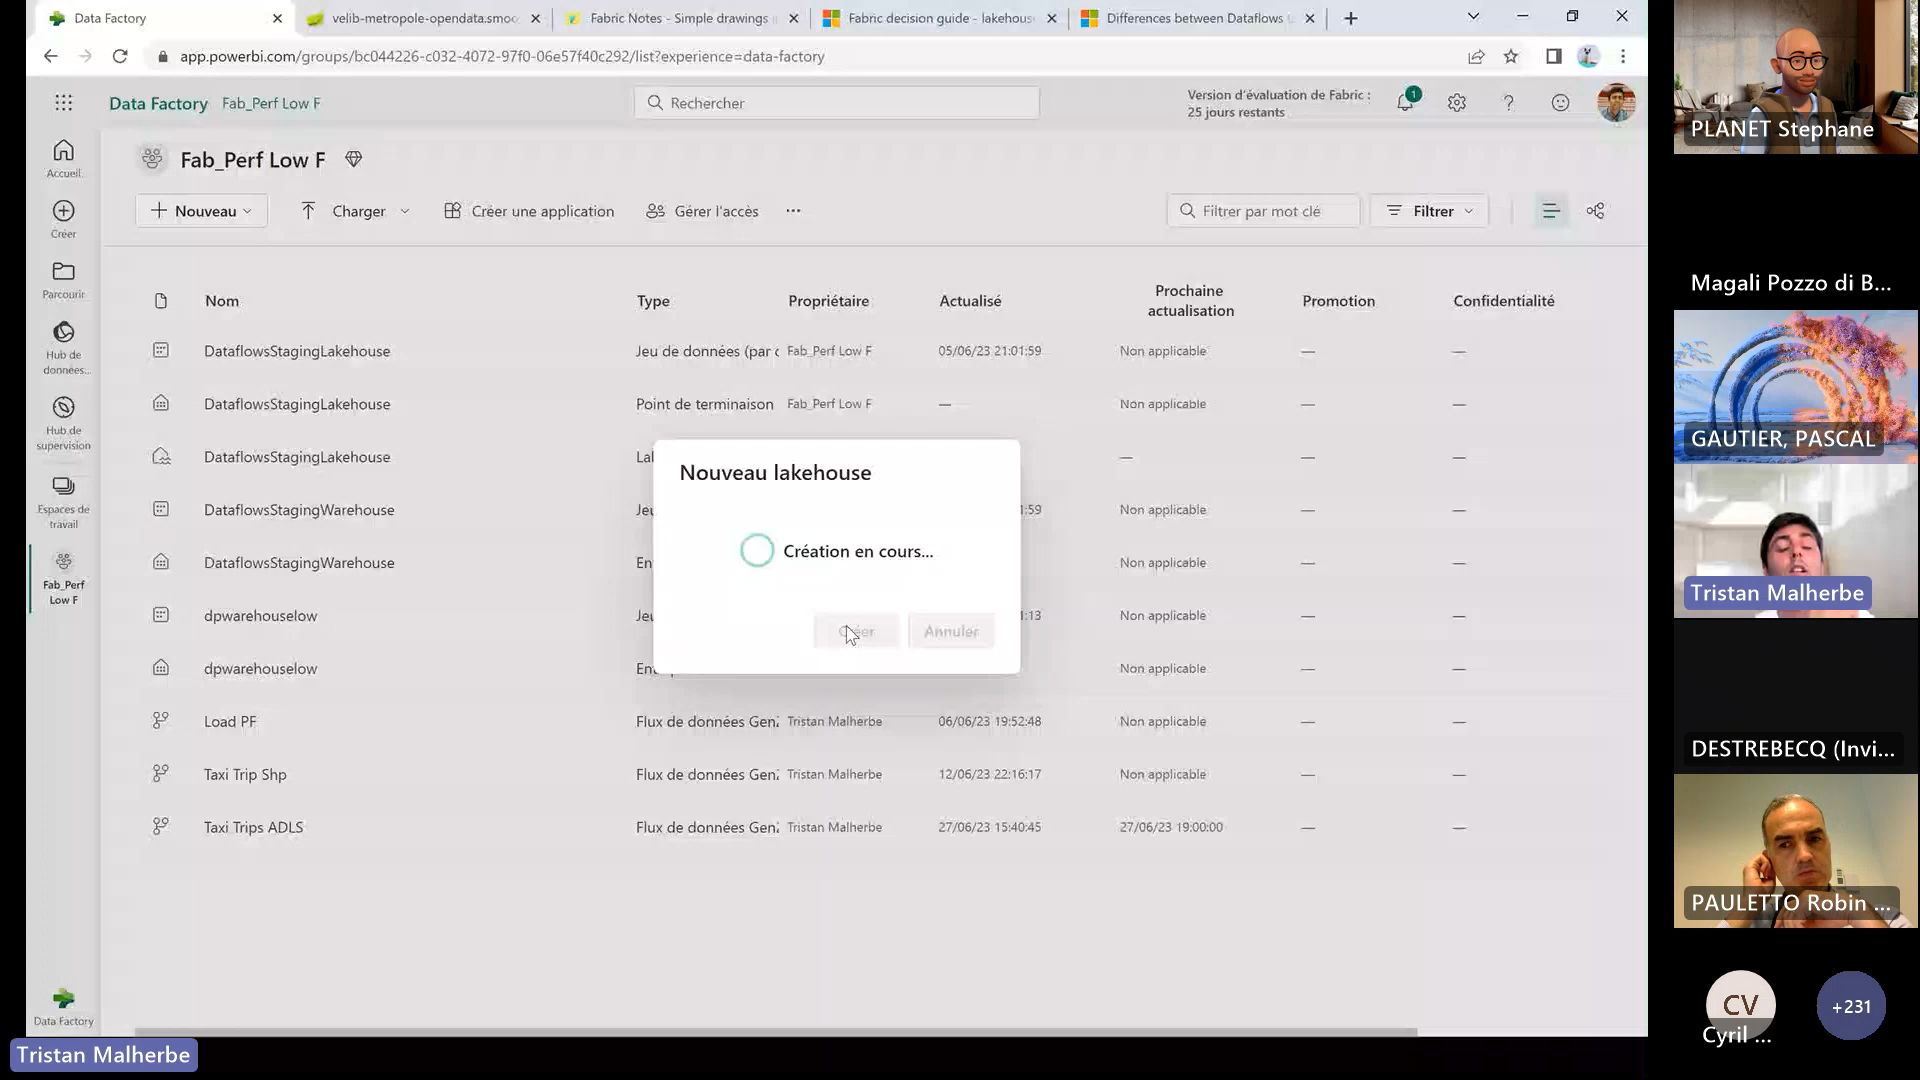 Data Factory
velib-metropole-opendata.smoo
Fabric Notes - Simple drawings
Fabric decision guide - lakehous
Differences between Dataflows
app.powerbi.com/groups/bc044226-c032-4072-97f0-06e57f40c292/list?experience=data-factory
Data Factory Fab_Perf Low F
Rechercher
Version d'évaluation de Fabric :
25 jours restants
1
Accueil
Créer
Parcourir
Hub de
données...
Hub de
supervision
Espaces de
travail
Fab_Perf
Low F
Data Factory
Fab_Perf Low F
Nouveau
Charger
Créer une application
Gérer l'accès
Filtrer par mot clé
Filtrer
Nom Type Propriétaire Actualisé Prochaine actualisation Promotion Confidentialité
DataflowsStagingLakehouse Jeu de données (par Fab_Perf Low F 05/06/23 21:01:59 Non applicable — —
DataflowsStagingLakehouse Point de terminaison Fab_Perf Low F — Non applicable — —
DataflowsStagingLakehouse — — —
DataflowsStagingWarehouse Jeu :59 Non applicable — —
DataflowsStagingWarehouse Non applicable — —
dpwarehouselow Jeu :13 Non applicable — —
dpwarehouselow Non applicable — —
Load PF Flux de données Gen Tristan Malherbe 06/06/23 19:52:48 Non applicable — —
Taxi Trip Shp Flux de données Gen Tristan Malherbe 12/06/23 22:16:17 Non applicable — —
Taxi Trips ADLS Flux de données Gen Tristan Malherbe 27/06/23 15:40:45 27/06/23 19:00:00 — —
Nouveau lakehouse
Création en cours...
Créer
Annuler
PLANET Stephane
Magali Pozzo di B...
GAUTIER, PASCAL
Tristan Malherbe
DESTREBECQ (Invi...
PAULETTO Robin ...
CV
Cyril ...
+231
Tristan Malherbe